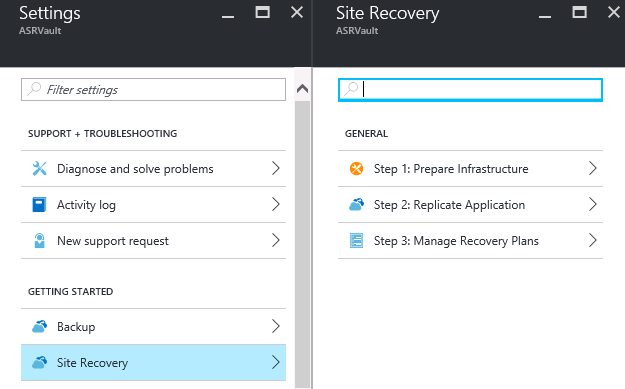 Settings
ASRVault
Filter settings
SUPPORT + TROUBLESHOOTING
Diagnose and solve problems
Activity log
New support request
GETTING STARTED
Backup
Site Recovery
Site Recovery
ASRVault
GENERAL
Step 1: Prepare Infrastructure
Step 2: Replicate Application
Step 3: Manage Recovery Plans